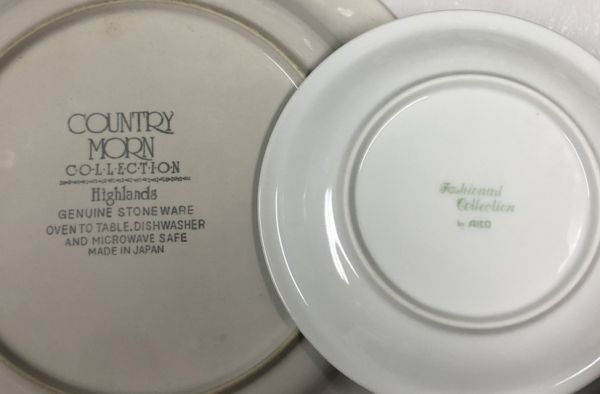 COUNTRY
MORN
COLLECTION
Highlands
GENUINE STONEWARE
OVEN TO TABLE, DISHWASHER
AND MICROWAVE SAFE
MADE IN JAPAN
Fashionard
Collection
by AICO